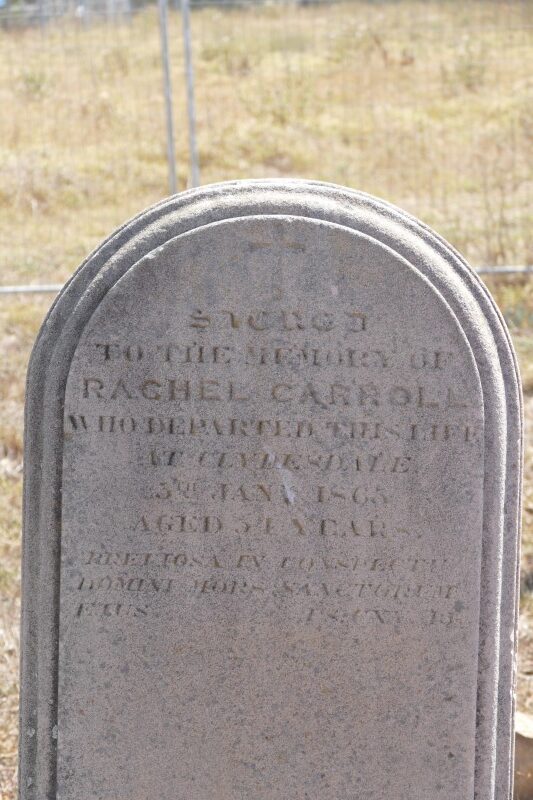 SACRED
TO THE MEMORY OF
RACHEL CARROLL
WHO DEPARTED THIS LIFE
AT CLYDESDALE.
JANY 1865
AGED YEARS.
PRETIOSA IN CONSPECTU
DOMINI MORS SANCTORUM
EJUS.